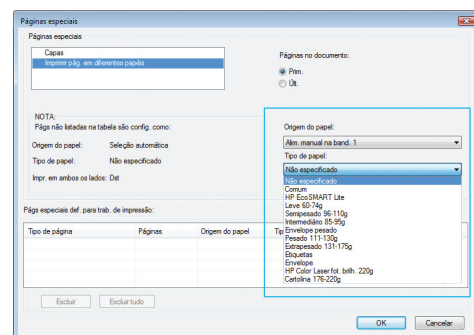 Páginas especiais
Páginas especiais
Capas
Imprimir pág. em diferentes papéis
Páginas no documento:
Prim.
Últ.
NOTA:
Págs não listadas na tabela são config. como:
Origem do papel: Seleção automática
Tipo de papel: Não especificado
Impr. em ambos os lados: Dst
Origem do papel:
Alim. manual na band. 1
Tipo de papel:
Não especificado
Não especificado
Comum
HP EcoSMART Lite
Leve 60-74g
Intermediário 85-95g
Semipesado 96-110g
Envelope pesado
Pesado 111-130g
Extrapesado 131-175g
Etiquetas
Envelope
HP Color Laser fot. brilh. 220g
Cartolina 176-220g
Págs especiais def. para trab. de impressão:
Tipo de página Páginas Origem do papel Tip
Excluir Excluir tudo
OK Cancelar